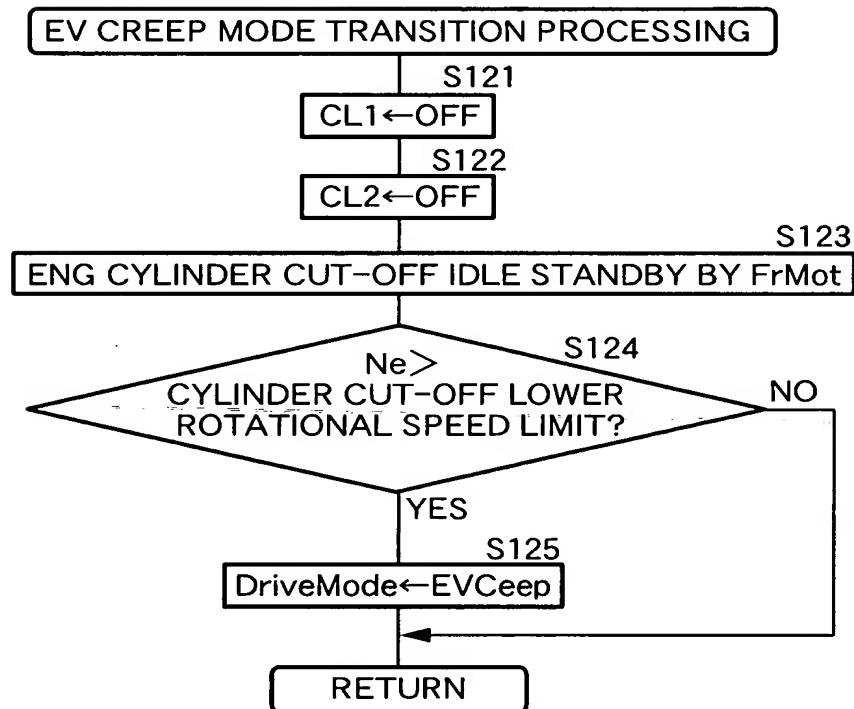 EV CREEP MODE TRANSITION PROCESSING
S121
CL1←OFF
S122
CL2←OFF
S123
ENG CYLINDER CUT-OFF IDLE STANDBY BY FrMot
S124
Ne>
CYLINDER CUT-OFF LOWER
ROTATIONAL SPEED LIMIT?
NO
YES
S125
DriveMode←EVCeep
RETURN